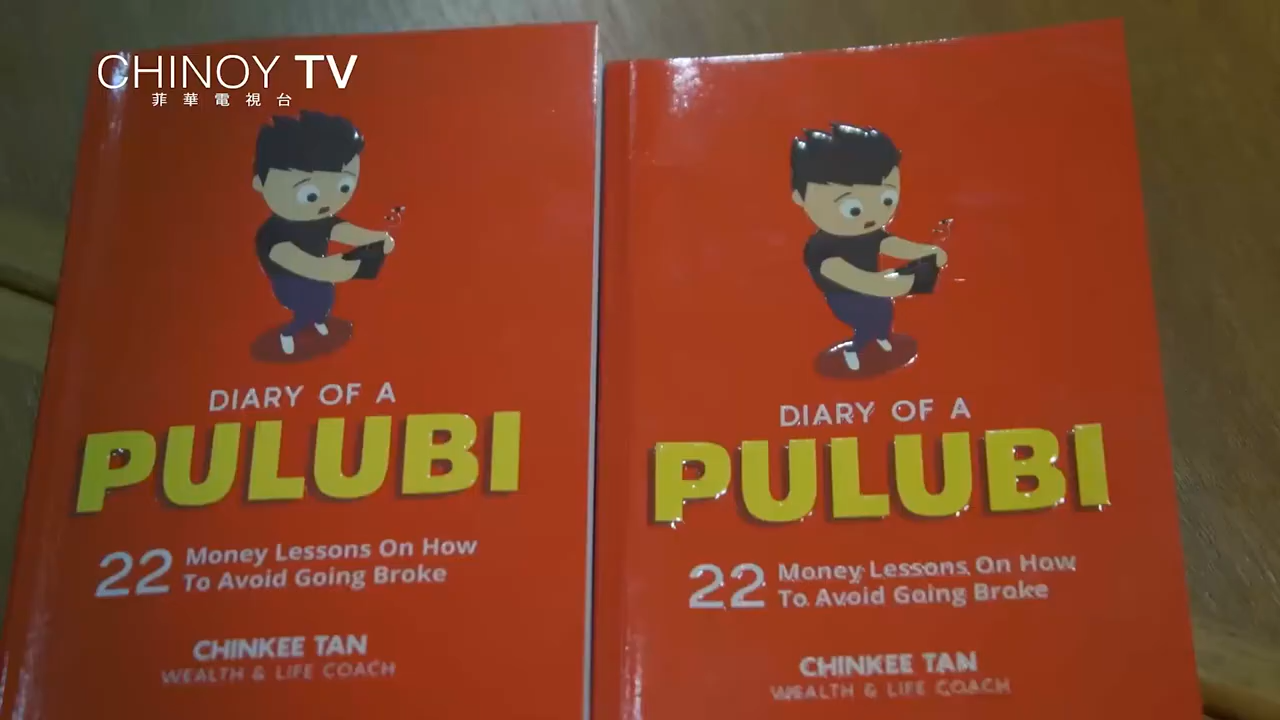 CHINOY TV
菲華電視台
DIARY OF A
PULUBI
22 Money Lessons On How
To Avoid Going Broke
CHINKEE TAN
WEALTH & LIFE COACH
DIARY OF A
PULUBI
22 Money Lessons On How
To Avoid Going Broke
CHINKEE TAN
WEALTH & LIFE COACH